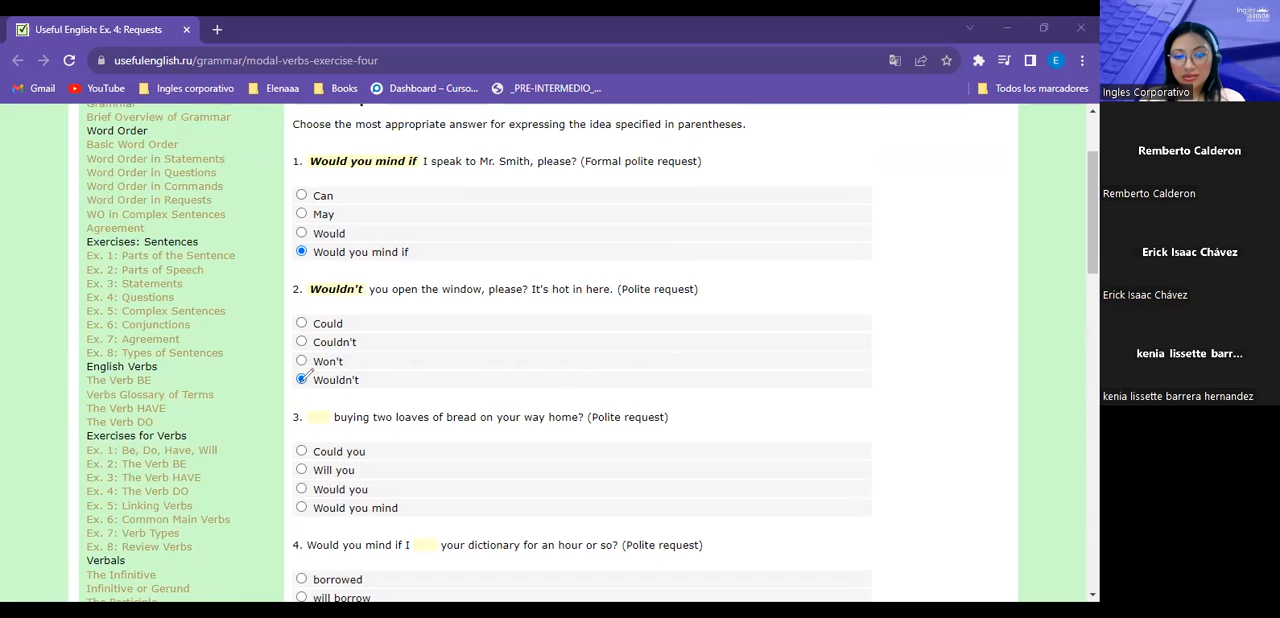 Useful English: Ex. 4: Requests
usefulenglish.ru/grammar/modal-verbs-exercise-four
E
Gmail
YouTube
Ingles corporativo
Elenaaa
Books
Dashboard – Curso...
_PRE-INTERMEDIO_...
Todos los marcadores
Grammar
Brief Overview of Grammar
Word Order
Basic Word Order
Word Order in Statements
Word Order in Questions
Word Order in Commands
Word Order in Requests
WO in Complex Sentences
Agreement
Exercises: Sentences
Ex. 1: Parts of the Sentence
Ex. 2: Parts of Speech
Ex. 3: Statements
Ex. 4: Questions
Ex. 5: Complex Sentences
Ex. 6: Conjunctions
Ex. 7: Agreement
Ex. 8: Types of Sentences
English Verbs
The Verb BE
Verbs Glossary of Terms
The Verb HAVE
The Verb DO
Exercises for Verbs
Ex. 1: Be, Do, Have, Will
Ex. 2: The Verb BE
Ex. 3: The Verb HAVE
Ex. 4: The Verb DO
Ex. 5: Linking Verbs
Ex. 6: Common Main Verbs
Ex. 7: Verb Types
Ex. 8: Review Verbs
Verbals
The Infinitive
Infinitive or Gerund
The Participle
Choose the most appropriate answer for expressing the idea specified in parentheses.
1. Would you mind if I speak to Mr. Smith, please? (Formal polite request)
Can
May
Would
Would you mind if
2. Wouldn't you open the window, please? It's hot in here. (Polite request)
Could
Couldn't
Won't
Wouldn't
3. buying two loaves of bread on your way home? (Polite request)
Could you
Will you
Would you
Would you mind
4. Would you mind if I your dictionary for an hour or so? (Polite request)
borrowed
will borrow
Ingles
Ingles Corporativo
Remberto Calderon
Remberto Calderon
Erick Isaac Chávez
Erick Isaac Chávez
kenia lissette barr...
kenia lissette barrera hernandez